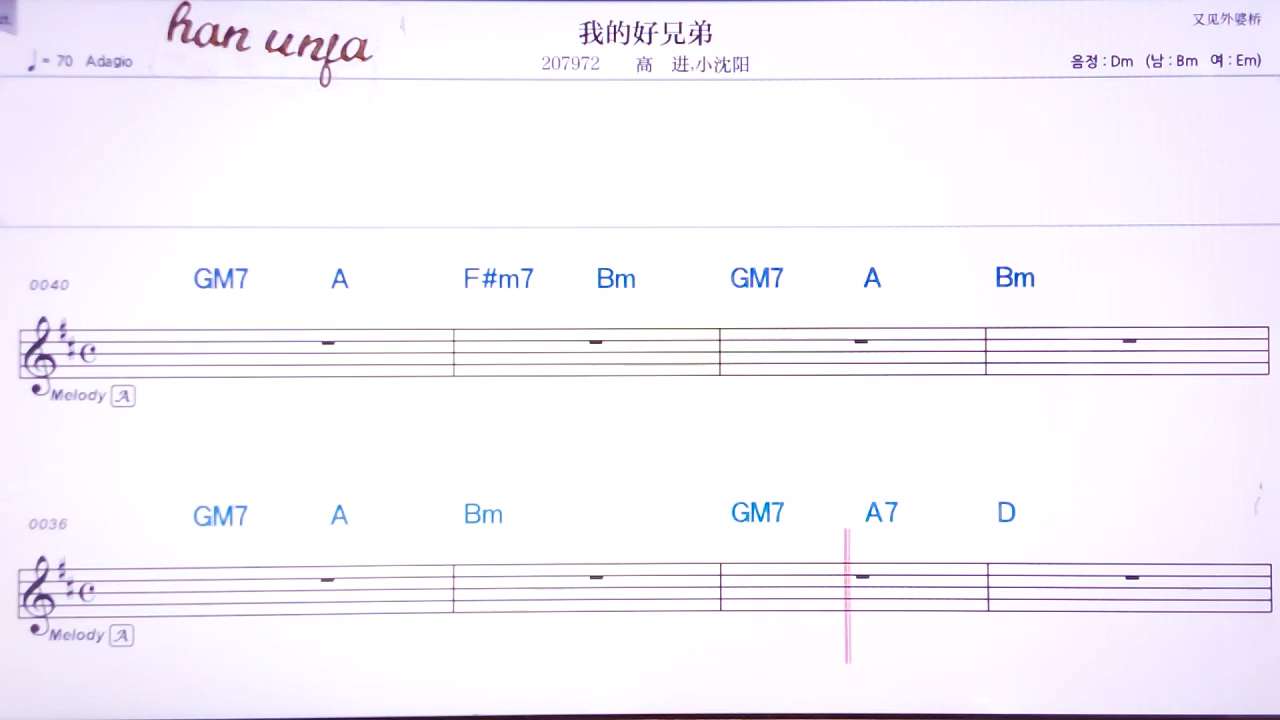 han unfa
我的好兄弟
又见外婆桥
♩= 70 Adagio
207972 高 进,小沈阳
음정 : Dm (남 : Bm 여 : Em)
0040 GM7 A F#m7 Bm GM7 A Bm
Melody A
0036 GM7 A Bm GM7 A7 D
Melody A